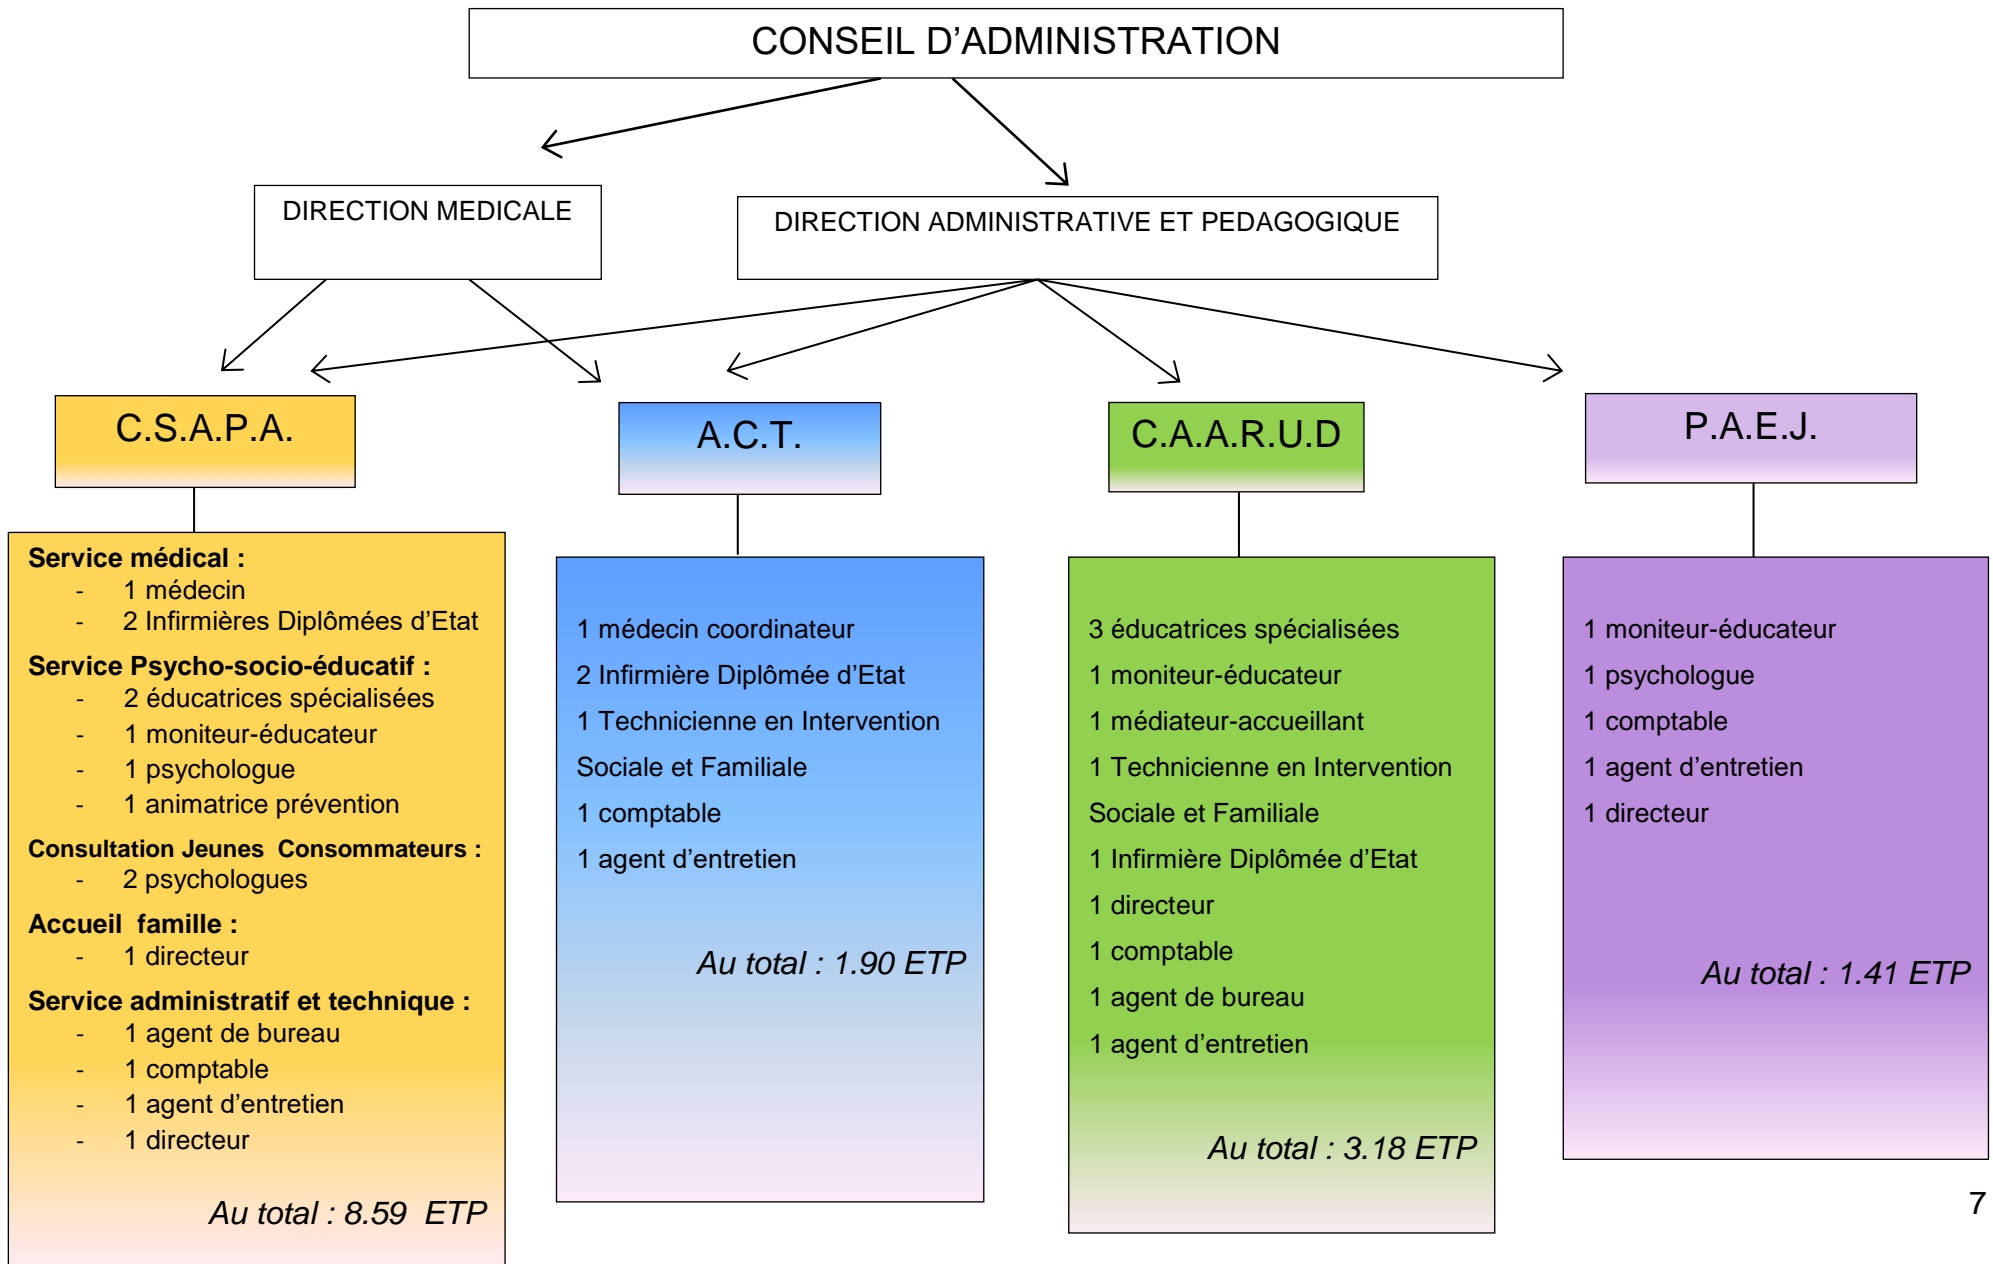 CONSEIL D’ADMINISTRATION
DIRECTION MEDICALE
DIRECTION ADMINISTRATIVE ET PEDAGOGIQUE
C.S.A.P.A.
A.C.T.
C.A.A.R.U.D
P.A.E.J.
Service médical :
- 1 médecin
- 2 Infirmières Diplômées d’Etat
Service Psycho-socio-éducatif :
- 2 éducatrices spécialisées
- 1 moniteur-éducateur
- 1 psychologue
- 1 animatrice prévention
Consultation Jeunes Consommateurs :
- 2 psychologues
Accueil famille :
- 1 directeur
Service administratif et technique :
- 1 agent de bureau
- 1 comptable
- 1 agent d’entretien
- 1 directeur
Au total : 8.59 ETP
1 médecin coordinateur
2 Infirmière Diplômée d’Etat
1 Technicienne en Intervention
Sociale et Familiale
1 comptable
1 agent d’entretien
Au total : 1.90 ETP
3 éducatrices spécialisées
1 moniteur-éducateur
1 médiateur-accueillant
1 Technicienne en Intervention
Sociale et Familiale
1 Infirmière Diplômée d’Etat
1 directeur
1 comptable
1 agent de bureau
1 agent d’entretien
Au total : 3.18 ETP
1 moniteur-éducateur
1 psychologue
1 comptable
1 agent d’entretien
1 directeur
Au total : 1.41 ETP
7